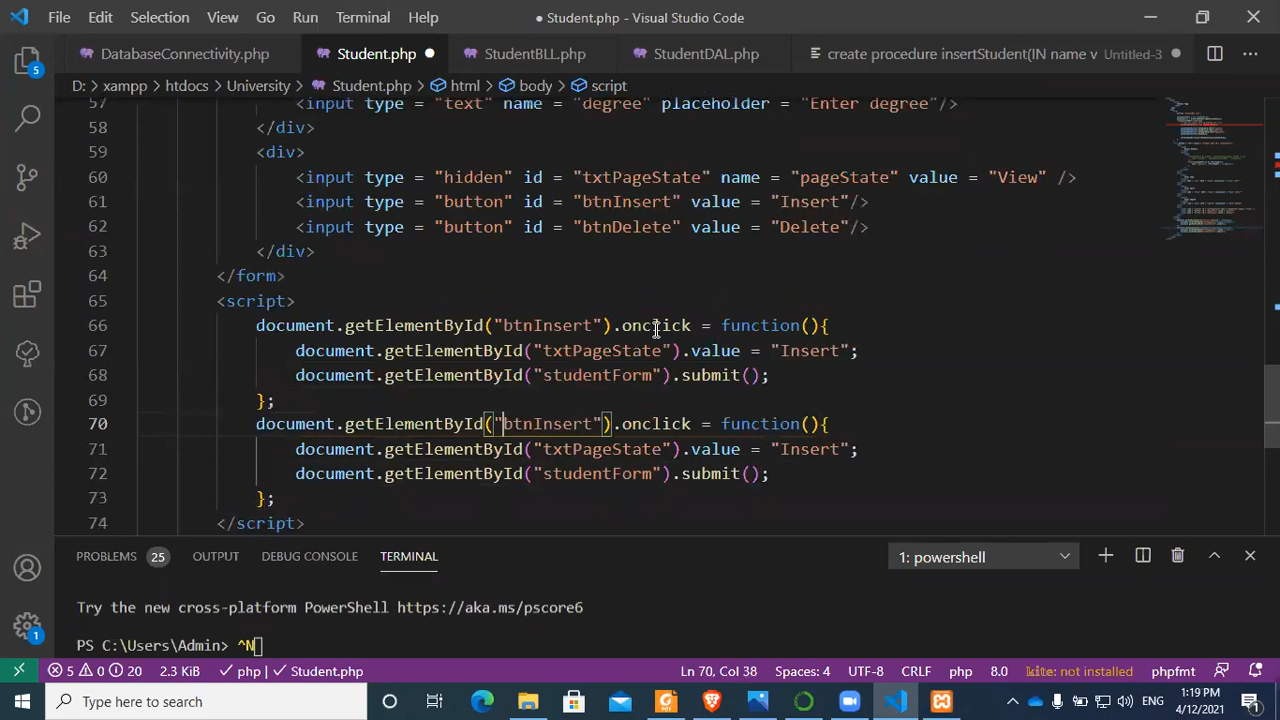 File Edit Selection View Go Run Terminal Help ● Student.php - Visual Studio Code
DatabaseConnectivity.php Student.php ● StudentBLL.php StudentDAL.php create procedure insertStudent(IN name v Untitled-3 ●
D: > xampp > htdocs > University > Student.php > html > body > script
57 <input type = "text" name = "degree" placeholder = "Enter degree"/>
58 </div>
59 <div>
60 <input type = "hidden" id = "txtPageState" name = "pageState" value = "View" />
61 <input type = "button" id = "btnInsert" value = "Insert"/>
62 <input type = "button" id = "btnDelete" value = "Delete"/>
63 </div>
64 </form>
65 <script>
66 document.getElementById("btnInsert").onclick = function(){
67 document.getElementById("txtPageState").value = "Insert";
68 document.getElementById("studentForm").submit();
69 };
70 document.getElementById("btnInsert").onclick = function(){
71 document.getElementById("txtPageState").value = "Insert";
72 document.getElementById("studentForm").submit();
73 };
74 </script>
5
PROBLEMS 25 OUTPUT DEBUG CONSOLE TERMINAL 1: powershell
Try the new cross-platform PowerShell https://aka.ms/pscore6
PS C:\Users\Admin> ^N
1
5 0 20 2.3 KiB php Student.php Ln 70, Col 38 Spaces: 4 UTF-8 CRLF php 8.0 kite: not installed phpfmt
Type here to search ENG 1:19 PM
4/12/2021
1